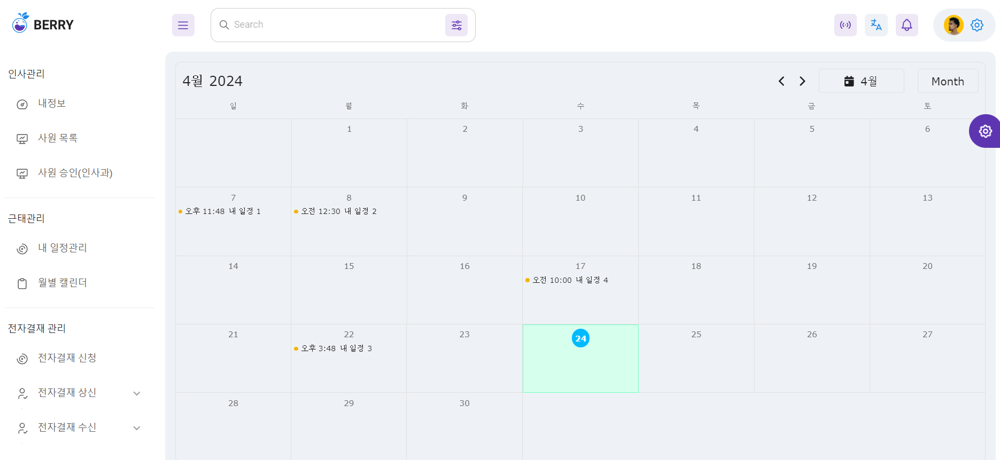 BERRY
Search
인사관리
내정보
사원 목록
사원 승인(인사과)
근태관리
내 일정관리
월별 캘린더
전자결재 관리
전자결재 신청
전자결재 상신
전자결재 수신
4월 2024
4월
Month
일 월 화 수 목 금 토
1 2 3 4 5 6
7 8 9 10 11 12 13
오후 11:48 내 일정 1
오전 12:30 내 일정 2
14 15 16 17 18 19 20
오전 10:00 내 일정 4
21 22 23 24 25 26 27
오후 3:48 내 일정 3
28 29 30